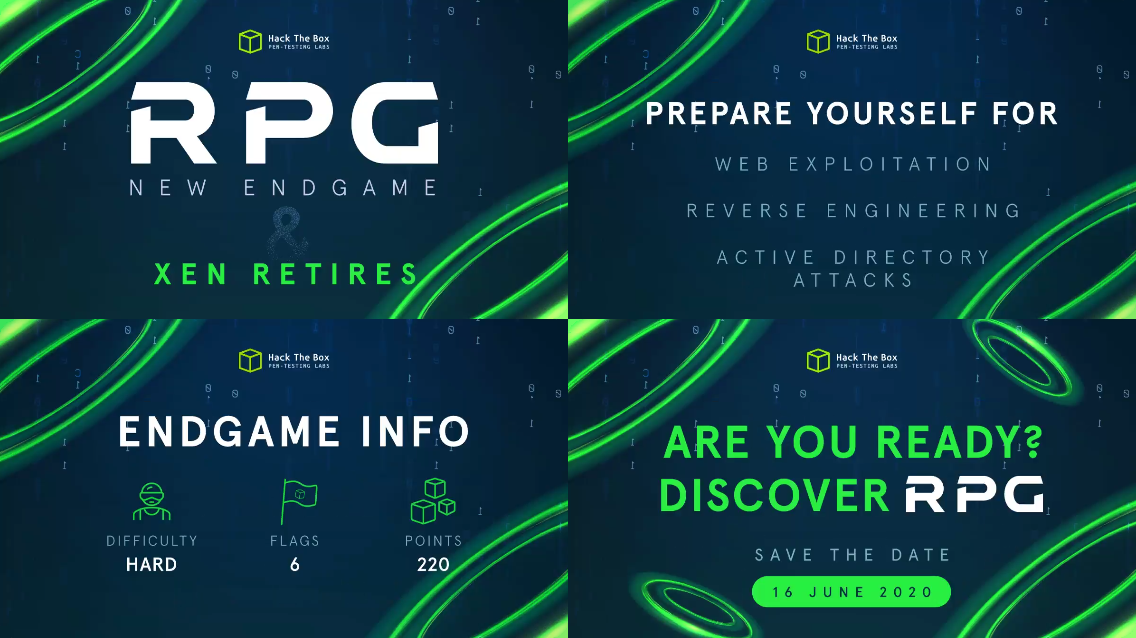 Hack The Box
PEN-TESTING LABS
RPG
NEW ENDGAME
&
XEN RETIRES
Hack The Box
PEN-TESTING LABS
PREPARE YOURSELF FOR
WEB EXPLOITATION
REVERSE ENGINEERING
ACTIVE DIRECTORY
ATTACKS
Hack The Box
PEN-TESTING LABS
ENDGAME INFO
DIFFICULTY
HARD
FLAGS
6
POINTS
220
Hack The Box
PEN-TESTING LABS
ARE YOU READY?
DISCOVER RPG
SAVE THE DATE
16 JUNE 2020